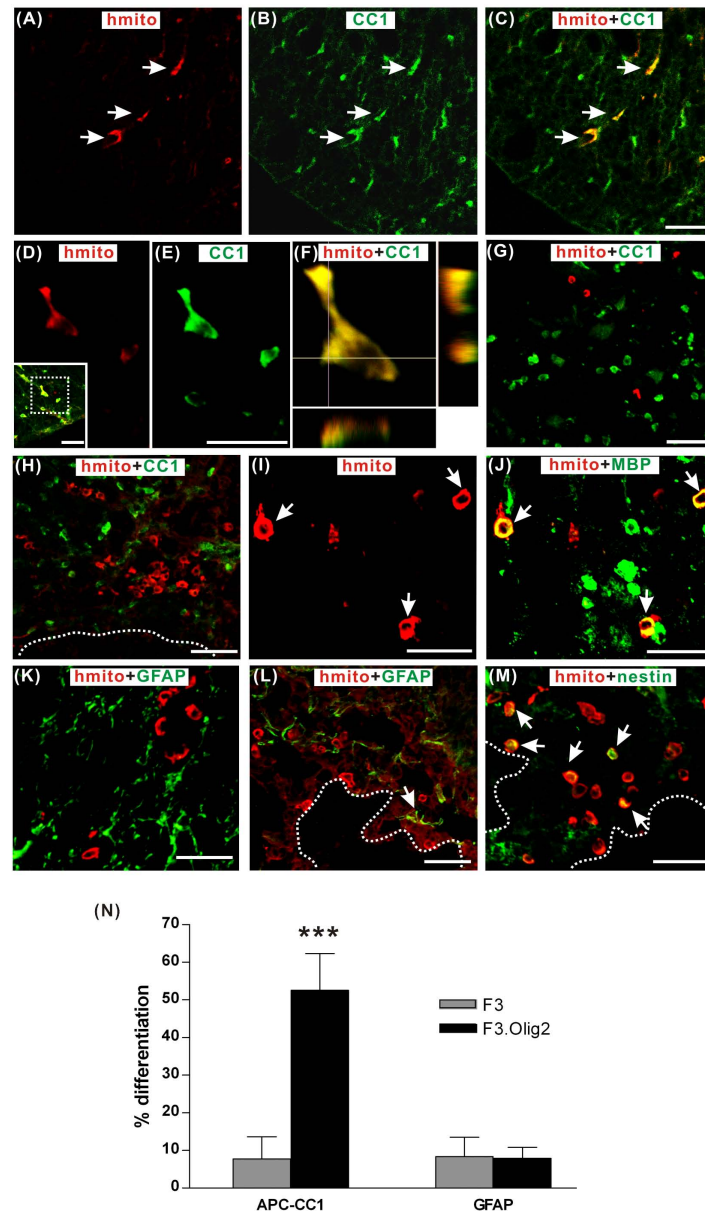 (A) hmito
(B) CC1
(C) hmito+CC1
(D) hmito
(E) CC1
(F) hmito+CC1
(G) hmito+CC1
(H) hmito+CC1
(I) hmito
(J) hmito+MBP
(K) hmito+GFAP
(L) hmito+GFAP
(M) hmito+nestin
(N)
% differentiation
70
60
50
40
30
20
10
0
***
F3
F3.Olig2
APC-CC1
GFAP